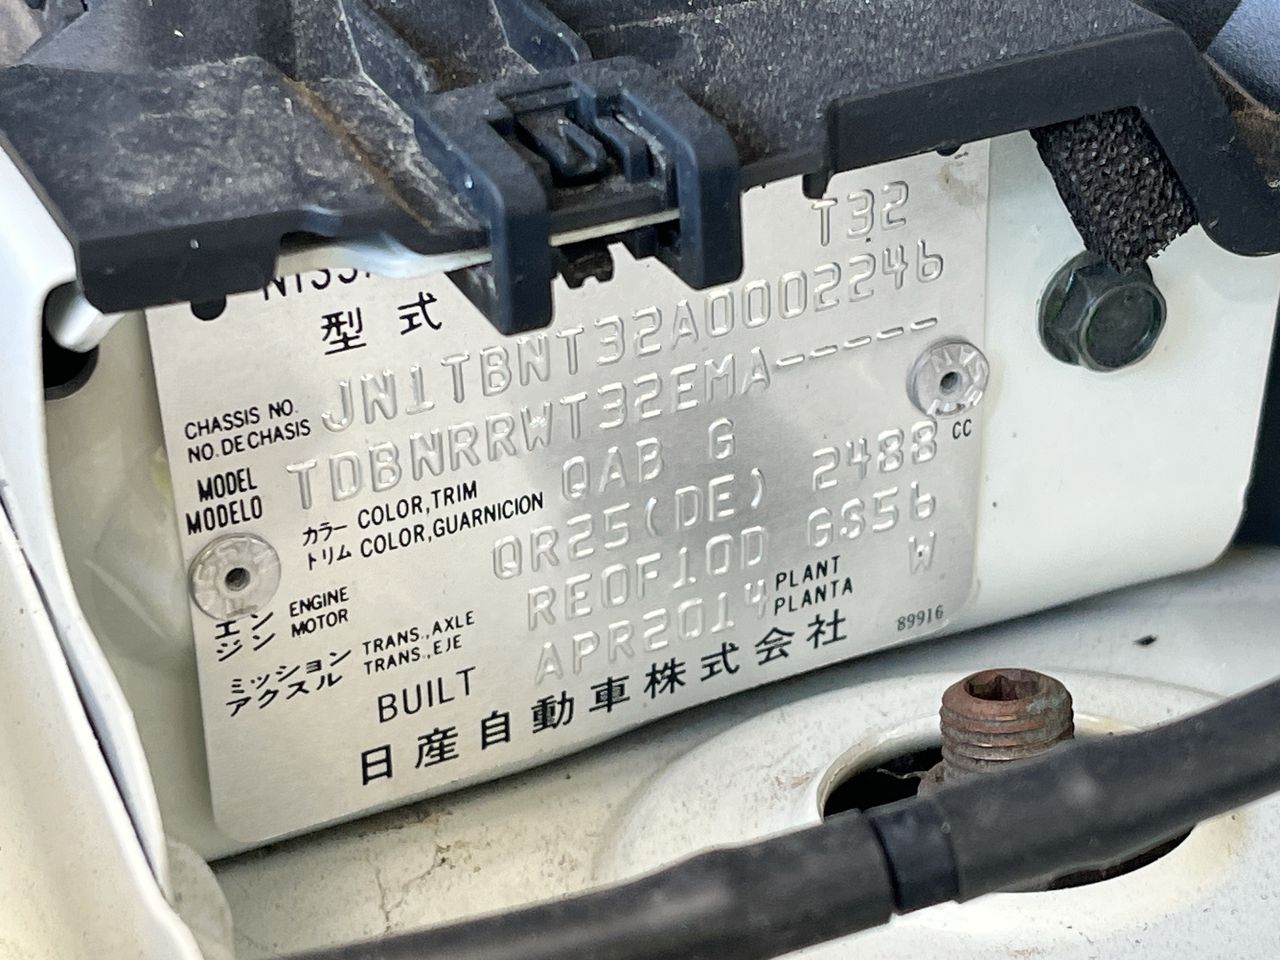 型式 T32
CHASSIS NO. JN1TBNT32A0002246
NO. DE CHASIS
MODEL TDBNRRWT32EMA-----
MODELO
カラー COLOR,TRIM QAB G
トリム COLOR,GUARNICION
エンジン ENGINE QR25(DE) 2488 CC
MOTOR
ミッション TRANS.,AXLE RE0F10D GS56
アクスル TRANS.,EJE
BUILT APR2014 PLANT W
PLANTA
日産自動車株式会社 89916